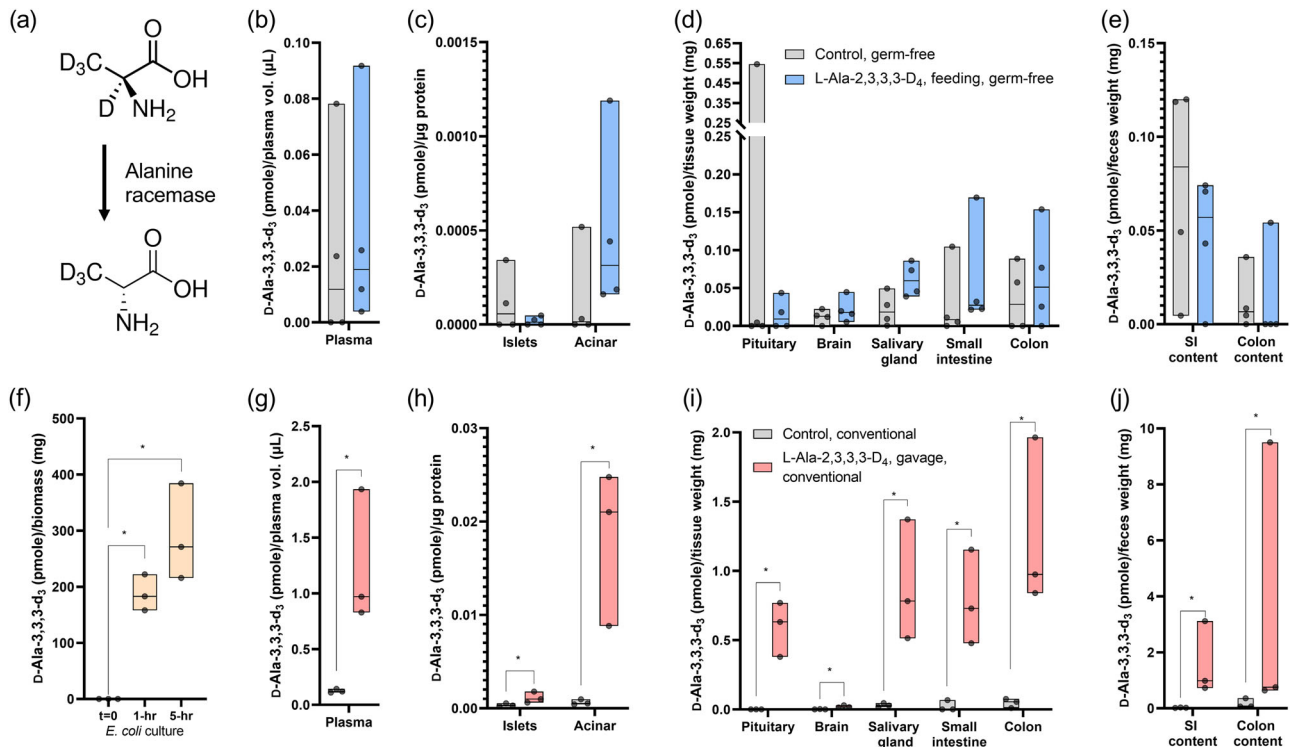 (a)
D₃C
O
OH
D
NH₂
Alanine
racemase
D₃C
O
OH
NH₂
(b)
D-Ala-3,3,3-d₃ (pmole)/plasma vol. (µL)
0.10
0.08
0.06
0.04
0.02
0.00
Plasma
(c)
D-Ala-3,3,3-d₃ (pmole)/µg protein
0.0015
0.0010
0.0005
0.0000
Islets
Acinar
(d)
D-Ala-3,3,3-d₃ (pmole)/tissue weight (mg)
0.65
0.55
0.45
0.35
0.25
0.25
0.20
0.15
0.10
0.05
0.00
Control, germ-free
L-Ala-2,3,3,3-D₄, feeding, germ-free
Pituitary
Brain
Salivary
gland
Small
intestine
Colon
(e)
D-Ala-3,3,3-d₃ (pmole)/feces weight (mg)
0.15
0.10
0.05
0.00
SI
content
Colon
content
(f)
D-Ala-3,3,3-d₃ (pmole)/biomass (mg)
500
400
300
200
100
0
*
*
t=0
1-hr
5-hr
E. coli culture
(g)
D-Ala-3,3,3-d₃ (pmole)/plasma vol. (µL)
2.5
2.0
1.5
1.0
0.5
0.0
*
Plasma
(h)
D-Ala-3,3,3-d₃ (pmole)/µg protein
0.03
0.02
0.01
0.00
*
*
Islets
Acinar
(i)
D-Ala-3,3,3-d₃ (pmole)/tissue weight (mg)
2.0
1.5
1.0
0.5
0.0
Control, conventional
L-Ala-2,3,3,3-D₄, gavage,
conventional
*
*
*
*
*
Pituitary
Brain
Salivary
gland
Small
intestine
Colon
(j)
D-Ala-3,3,3-d₃ (pmole)/feces weight (mg)
10
8
6
4
2
0
*
*
SI
content
Colon
content